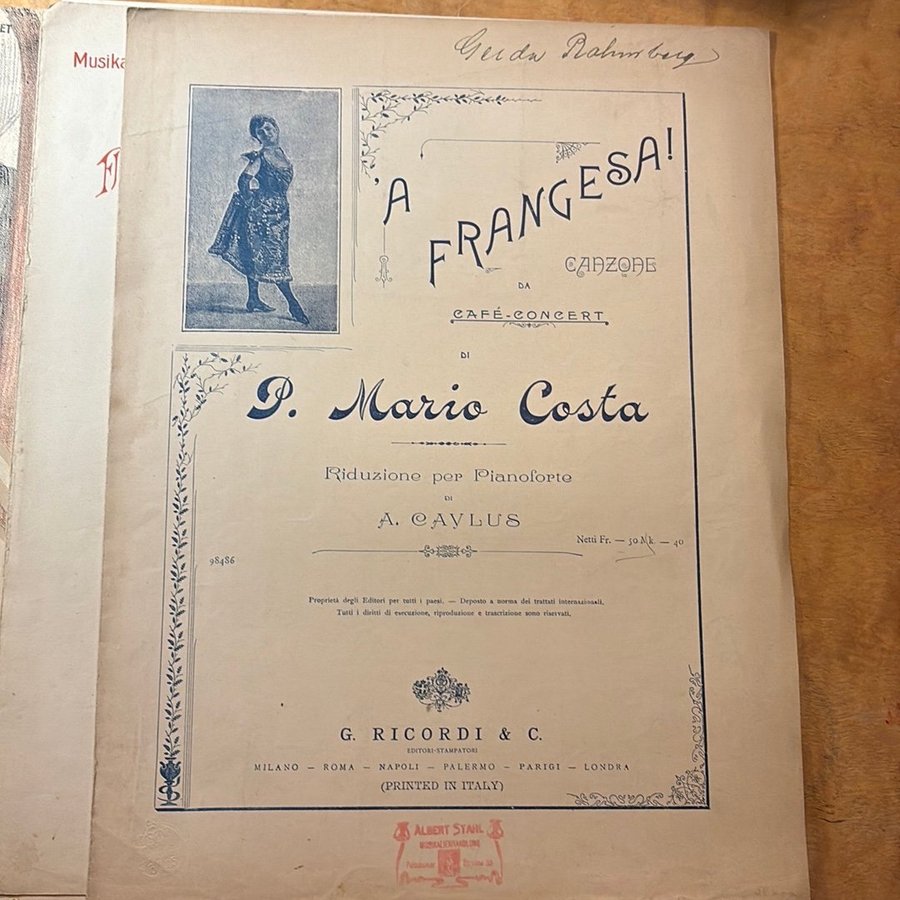 ET
Musika
Gerda
'A FRANGESA!
CANZONE
DA
CAFÉ-CONCERT
DI
P. Mario Costa
Riduzione per Pianoforte
DI
A. CAYLUS
Netti Fr. — 50 Mk. — 40
98486
Proprietà degli Editori per tutti i paesi. — Deposto a norma dei trattati internazionali.
Tutti i diritti di esecuzione, riproduzione e trascrizione sono riservati.
G. RICORDI & C.
EDITORI-STAMPATORI
MILANO — ROMA — NAPOLI — PALERMO — PARIGI — LONDRA
(PRINTED IN ITALY)
ALBERT STAHL
MUSIKALIENHANDLUNG